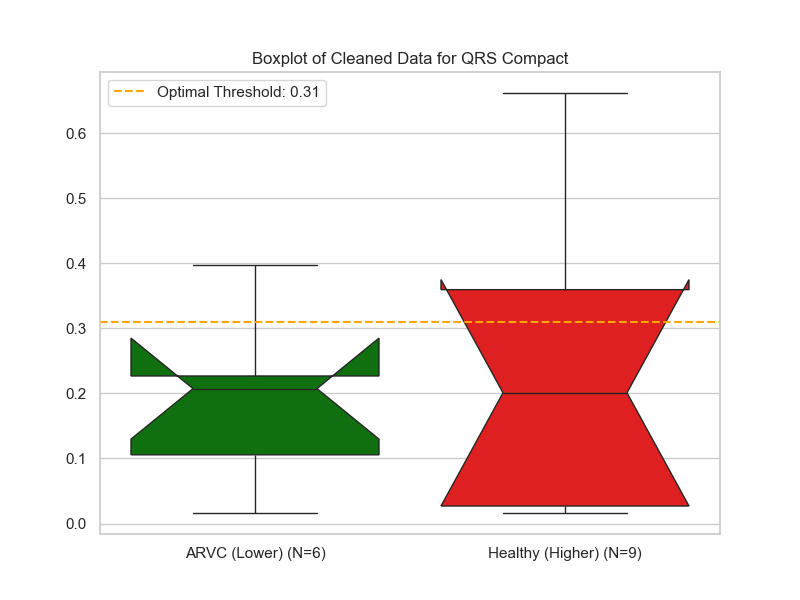 Boxplot of Cleaned Data for QRS Compact
Optimal Threshold: 0.31
0.6
0.5
0.4
0.3
0.2
0.1
0.0
ARVC (Lower) (N=6)
Healthy (Higher) (N=9)